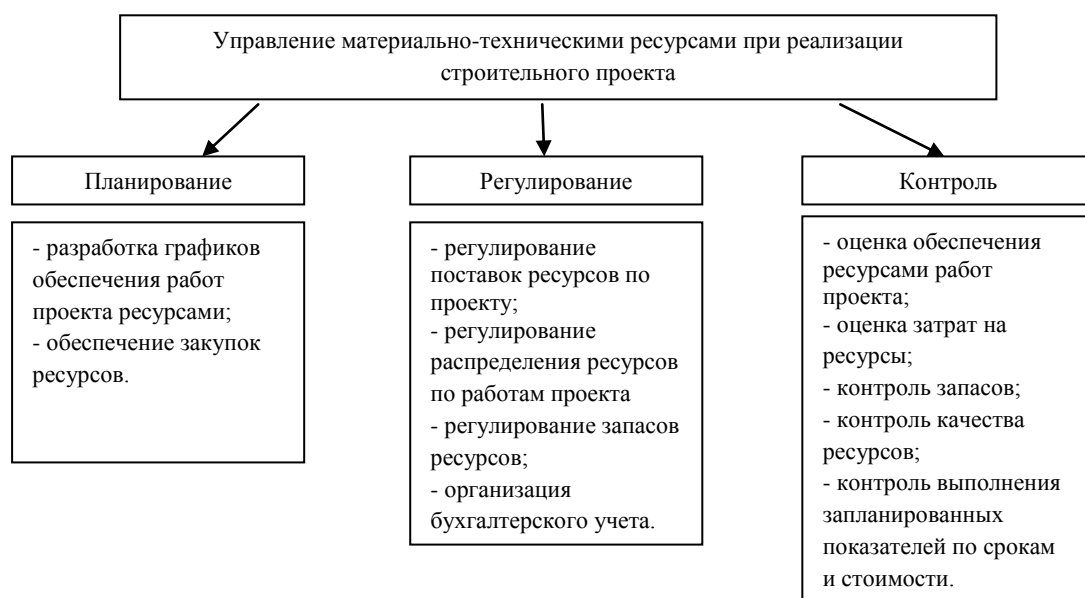 Управление материально-техническими ресурсами при реализации
строительного проекта
Планирование
- разработка графиков
обеспечения работ
проекта ресурсами;
- обеспечение закупок
ресурсов.
Регулирование
- регулирование
поставок ресурсов по
проекту;
- регулирование
распределения ресурсов
по работам проекта
- регулирование запасов
ресурсов;
- организация
бухгалтерского учета.
Контроль
- оценка обеспечения
ресурсами работ
проекта;
- оценка затрат на
ресурсы;
- контроль запасов;
- контроль качества
ресурсов;
- контроль выполнения
запланированных
показателей по срокам
и стоимости.